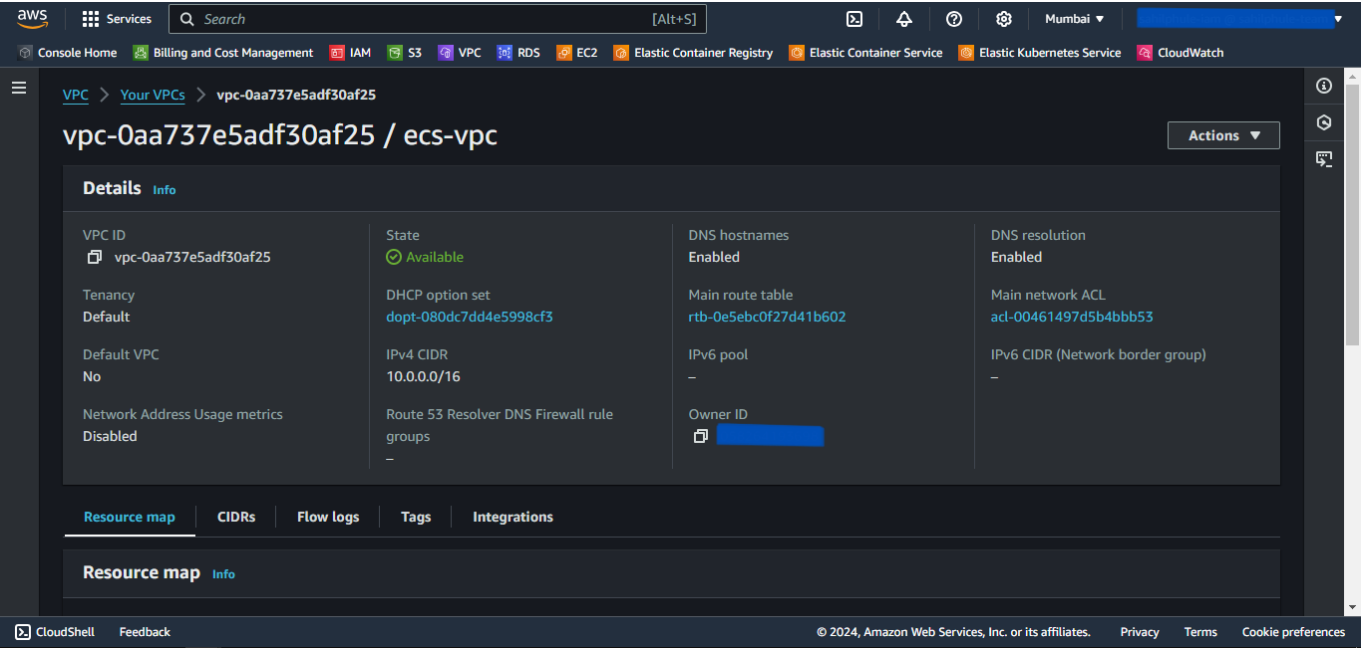 aws Services Search [Alt+S] Mumbai
Console Home Billing and Cost Management IAM S3 VPC RDS EC2 Elastic Container Registry Elastic Container Service Elastic Kubernetes Service CloudWatch
VPC > Your VPCs > vpc-0aa737e5adf30af25
vpc-0aa737e5adf30af25 / ecs-vpc
Actions
Details Info
VPC ID State DNS hostnames DNS resolution
vpc-0aa737e5adf30af25 Available Enabled Enabled
Tenancy DHCP option set Main route table Main network ACL
Default dopt-080dc7dd4e5998cf3 rtb-0e5ebc0f27d41b602 acl-00461497d5b4bbb53
Default VPC IPv4 CIDR IPv6 pool IPv6 CIDR (Network border group)
No 10.0.0.0/16 – –
Network Address Usage metrics Route 53 Resolver DNS Firewall rule Owner ID
Disabled groups
–
Resource map CIDRs Flow logs Tags Integrations
Resource map Info
CloudShell Feedback © 2024, Amazon Web Services, Inc. or its affiliates. Privacy Terms Cookie preferences